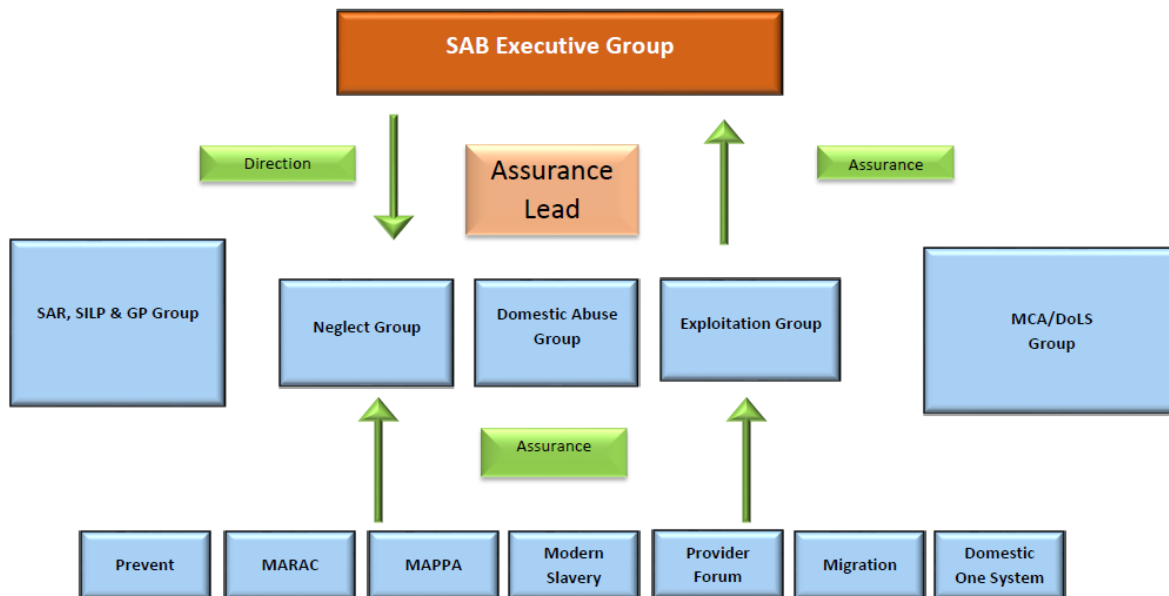 SAB Executive Group
Direction
Assurance
Lead
Assurance
SAR, SILP & GP Group
Neglect Group
Domestic Abuse
Group
Exploitation Group
MCA/DoLS
Group
Assurance
Prevent
MARAC
MAPPA
Modern
Slavery
Provider
Forum
Migration
Domestic
One System